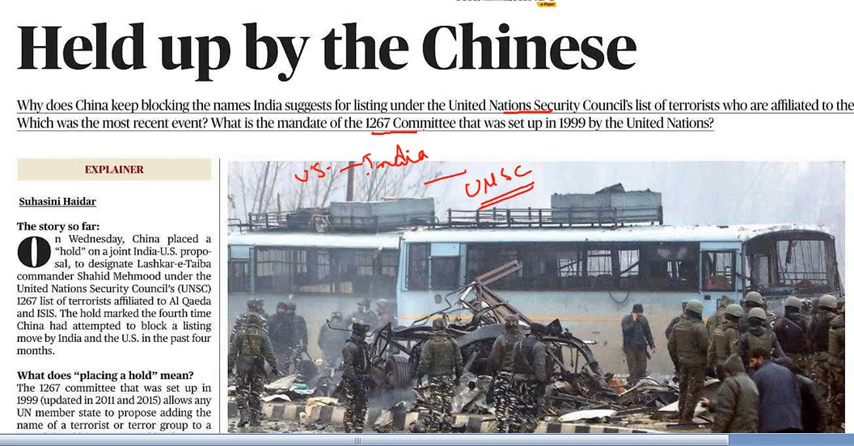 e-Paper
Held up by the Chinese
Why does China keep blocking the names India suggests for listing under the United Nations Security Council's list of terrorists who are affiliated to the
Which was the most recent event? What is the mandate of the 1267 Committee that was set up in 1999 by the United Nations?
U.S. — India — UNSC
EXPLAINER
Suhasini Haidar
The story so far:
On Wednesday, China placed a
"hold" on a joint India-U.S. propo-
sal, to designate Lashkar-e-Taiba
commander Shahid Mehmood under the
United Nations Security Council's (UNSC)
1267 list of terrorists affiliated to Al Qaeda
and ISIS. The hold marked the fourth time
China had attempted to block a listing
move by India and the U.S. in the past four
months.
What does "placing a hold" mean?
The 1267 committee that was set up in
1999 (updated in 2011 and 2015) allows any
UN member state to propose adding the
name of a terrorist or terror group to a